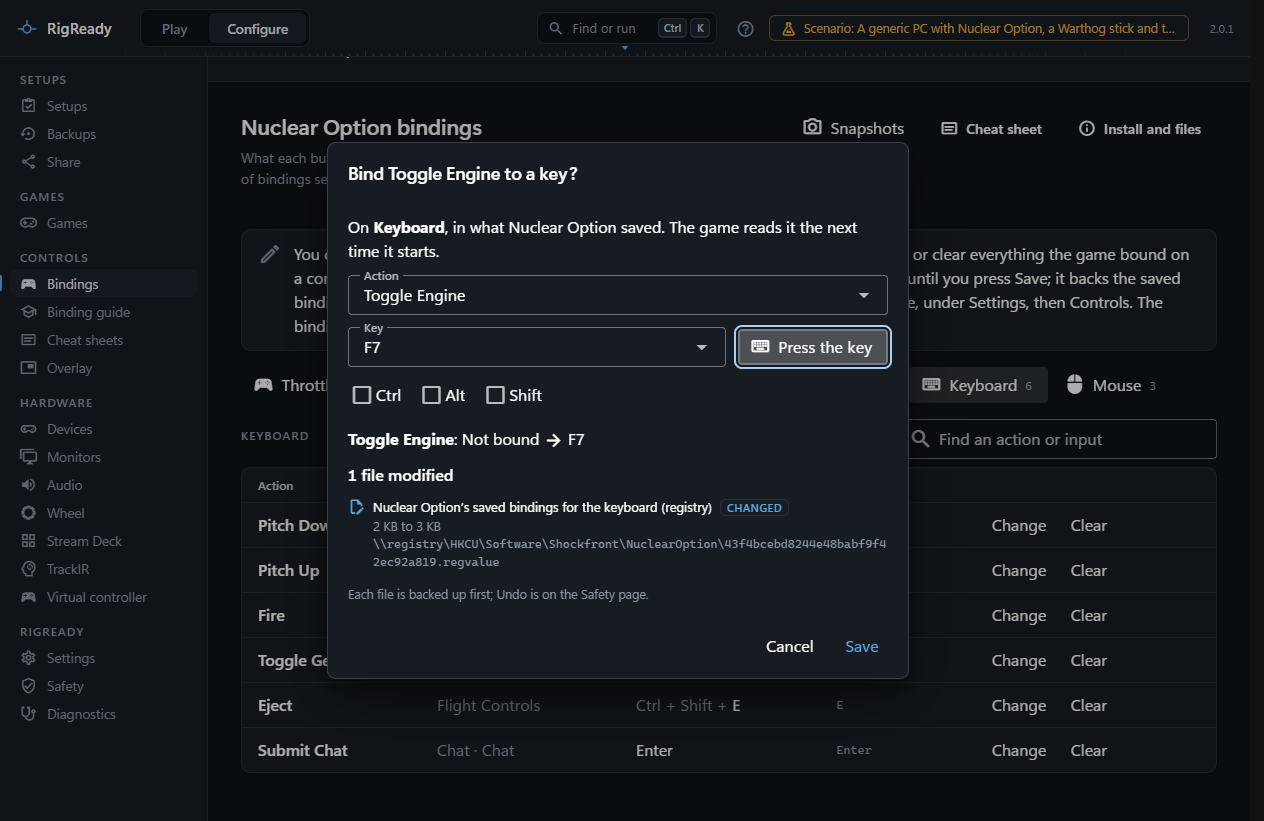 RigReady
Play
Configure
Find or run
Ctrl
K
Scenario: A generic PC with Nuclear Option, a Warthog stick and t...
2.0.1
SETUPS
Setups
Backups
Share
GAMES
Games
CONTROLS
Bindings
Binding guide
Cheat sheets
Overlay
HARDWARE
Devices
Monitors
Audio
Wheel
Stream Deck
TrackIR
Virtual controller
RIGREADY
Settings
Safety
Diagnostics
Nuclear Option bindings
Snapshots
Cheat sheet
Install and files
What each bu
of bindings se
You
or clear everything the game bound on
a co
until you press Save; it backs the saved
bindi
e, under Settings, then Controls. The
bindi
Thrott
Keyboard 6
Mouse 3
KEYBOARD
Find an action or input
Action
Pitch Dow
Change
Clear
Pitch Up
Change
Clear
Fire
Change
Clear
Toggle Ge
Change
Clear
Eject
Flight Controls
Ctrl + Shift + E
E
Change
Clear
Submit Chat
Chat · Chat
Enter
Enter
Change
Clear
Bind Toggle Engine to a key?
On Keyboard, in what Nuclear Option saved. The game reads it the next
time it starts.
Action
Toggle Engine
Key
F7
Press the key
Ctrl
Alt
Shift
Toggle Engine: Not bound → F7
1 file modified
Nuclear Option's saved bindings for the keyboard (registry)
CHANGED
2 KB to 3 KB
\\registry\HKCU\Software\Shockfront\NuclearOption\43f4bcebd8244e48babf9f4
2ec92a819.regvalue
Each file is backed up first; Undo is on the Safety page.
Cancel
Save